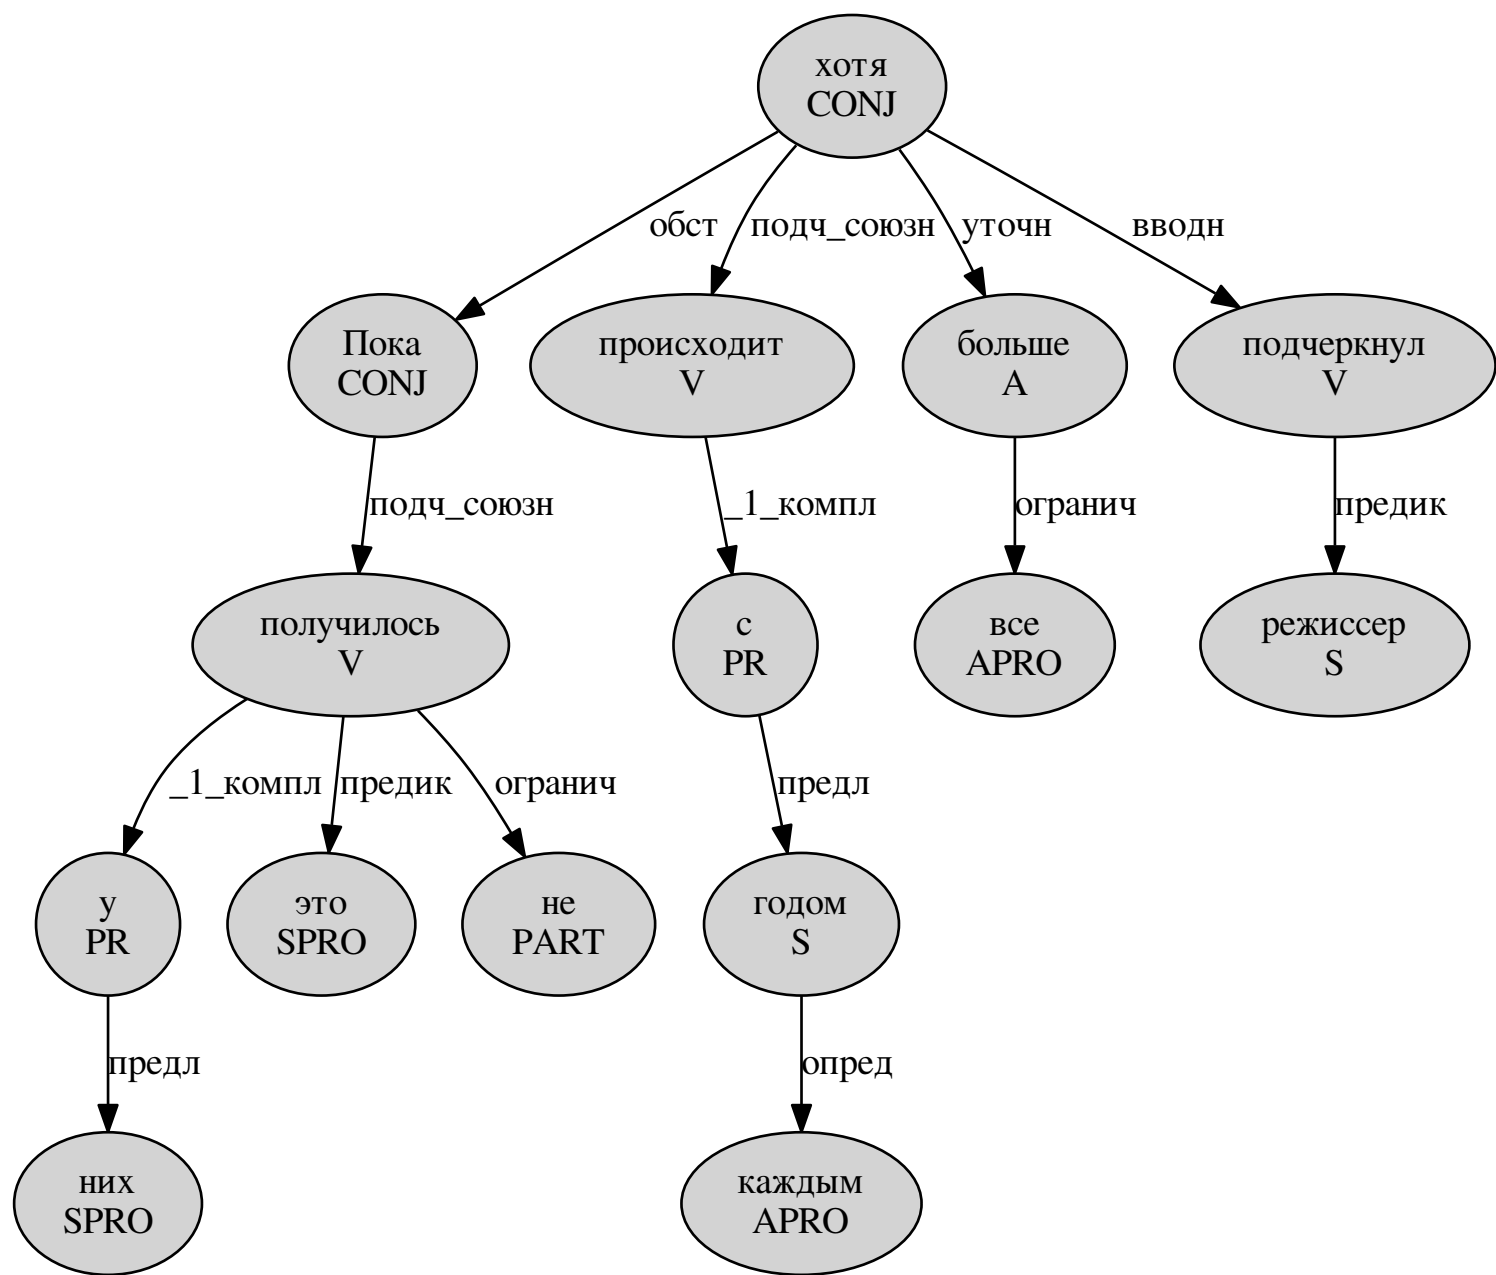 хотя
CONJ
обст
подч_союзн
уточн
вводн
Пока
CONJ
происходит
V
больше
A
подчеркнул
V
подч_союзн
_1_компл
огранич
предик
получилось
V
с
PR
все
APRO
режиссер
S
_1_компл
предик
огранич
предл
у
PR
это
SPRO
не
PART
годом
S
предл
опред
них
SPRO
каждым
APRO